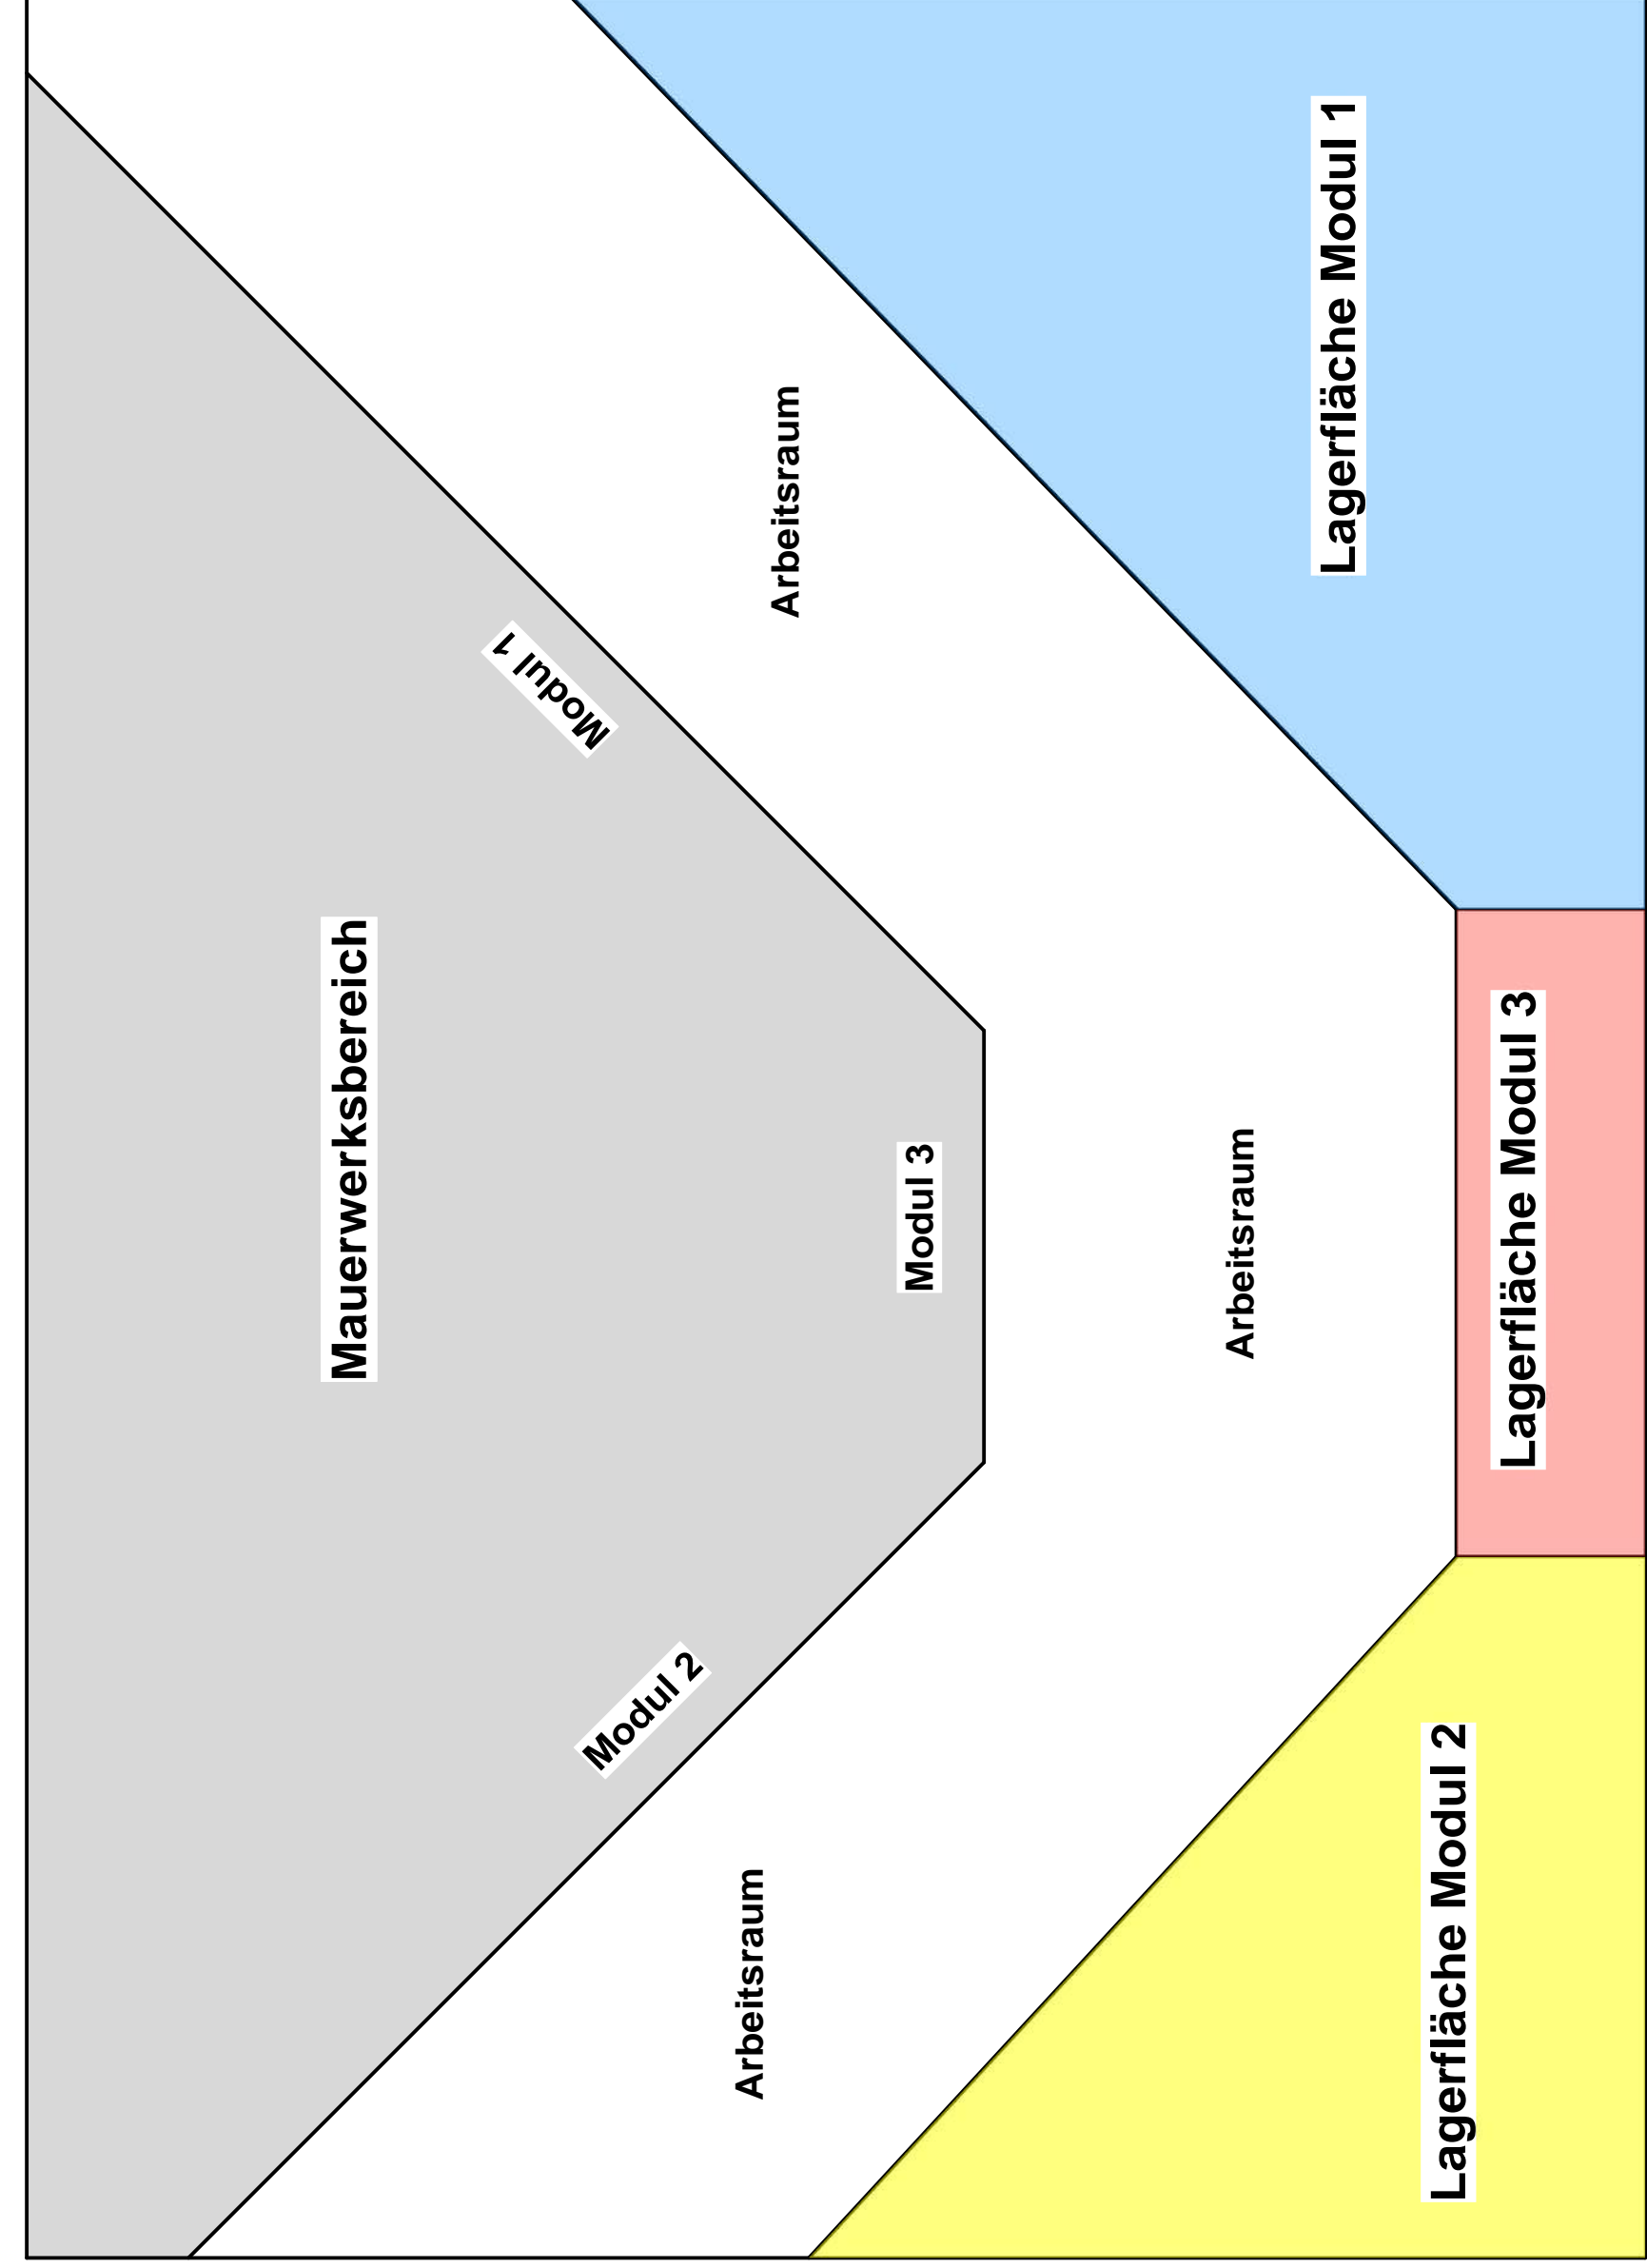 Mauerwerksbereich
Modul 2
Modul 1
Modul 3
Arbeitsraum
Arbeitsraum
Arbeitsraum
Lagerfläche Modul 2
Lagerfläche Modul 3
Lagerfläche Modul 1